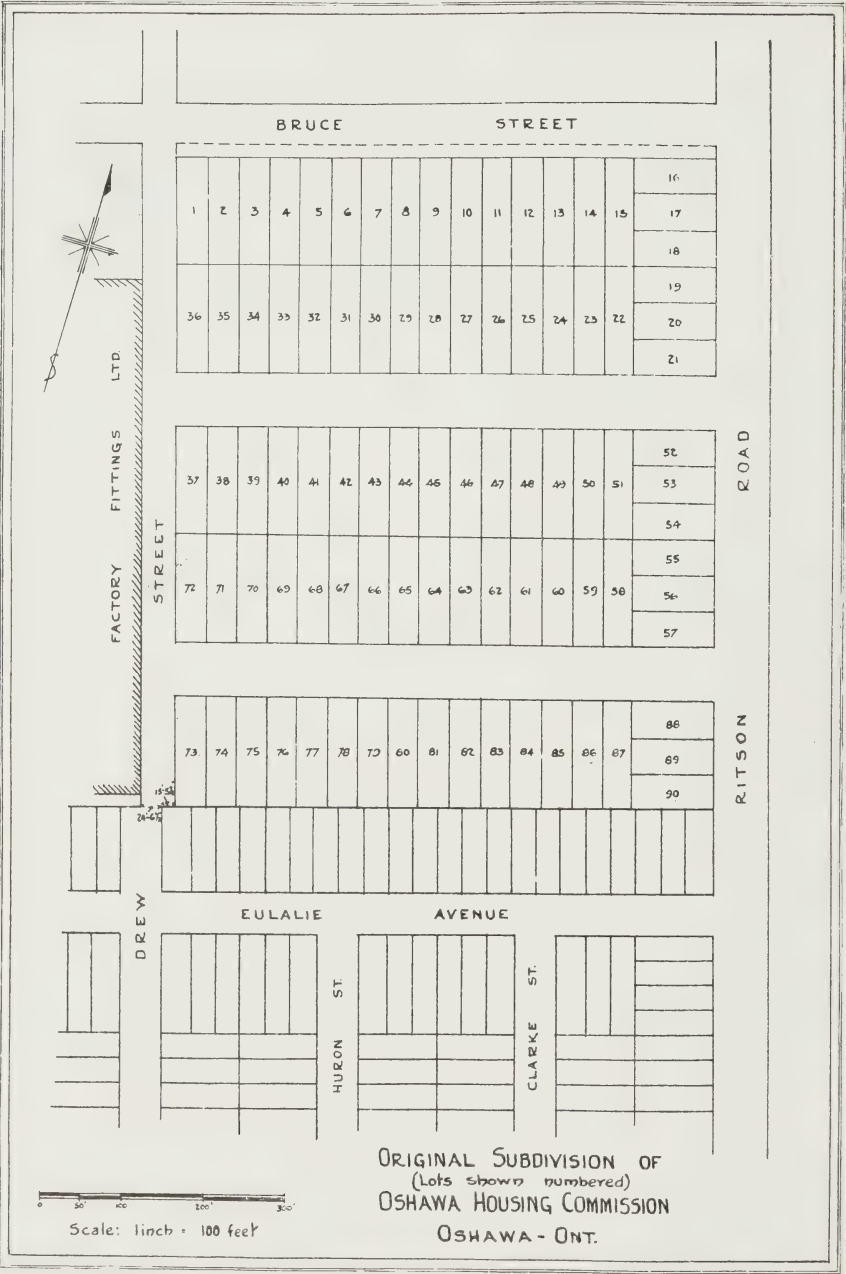 BRUCE STREET
1 2 3 4 5 6 7 8 9 10 11 12 13 14 15
16
17
18
19
36 35 34 33 32 31 30 29 28 27 26 25 24 23 22
20
21
FACTORY FITTINGS LTD.
STREET
ROAD
52
37 38 39 40 41 42 43 44 45 46 47 48 49 50 51
53
54
55
72 71 70 69 68 67 66 65 64 63 62 61 60 59 58
56
57
88
73 74 75 76 77 78 79 80 81 82 83 84 85 86 87
89
90
RITSON
DREW
EULALIE AVENUE
HURON ST.
CLARKE ST.
ORIGINAL SUBDIVISION OF
(Lots shown numbered)
OSHAWA HOUSING COMMISSION
OSHAWA - ONT.
0 50' 100 200' 300'
Scale: 1inch = 100 feet